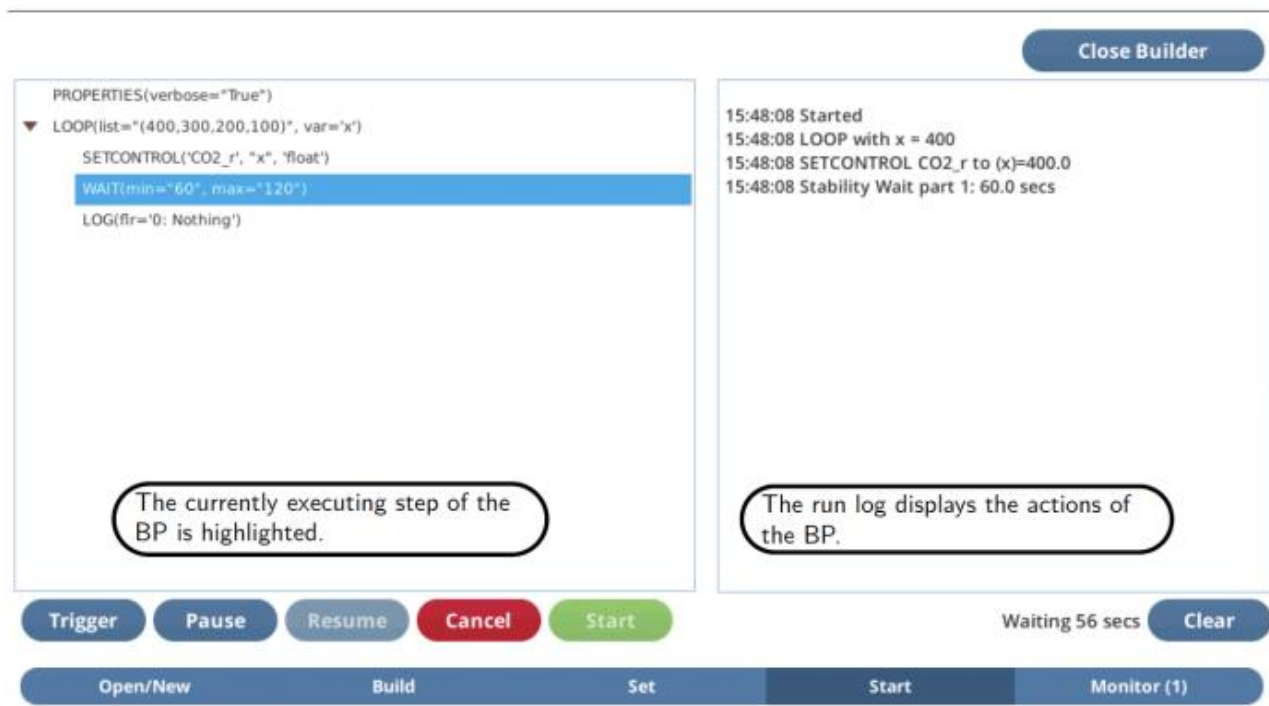 Close Builder
PROPERTIES(verbose="True")
LOOP(list="(400,300,200,100)", var='x')
SETCONTROL('CO2_r', "x", 'float')
WAIT(min="60", max="120")
LOG(flr='0: Nothing')
The currently executing step of the
BP is highlighted.
15:48:08 Started
15:48:08 LOOP with x = 400
15:48:08 SETCONTROL CO2_r to (x)=400.0
15:48:08 Stability Wait part 1: 60.0 secs
The run log displays the actions of
the BP.
Trigger Pause Resume Cancel Start Waiting 56 secs Clear
Open/New Build Set Start Monitor (1)